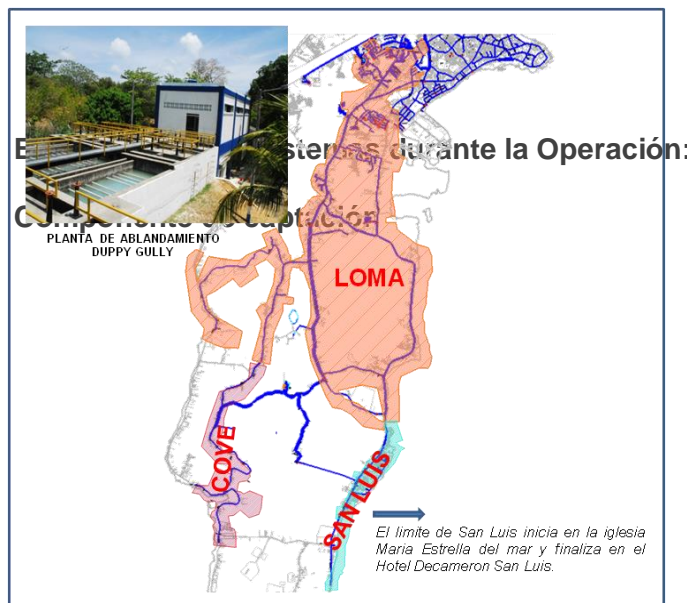 durante la Operación:
PLANTA DE ABLANDAMIENTO
DUPPY GULLY
LOMA
COVE
SAN LUIS
El limite de San Luis inicia en la iglesia
Maria Estrella del mar y finaliza en el
Hotel Decameron San Luis.